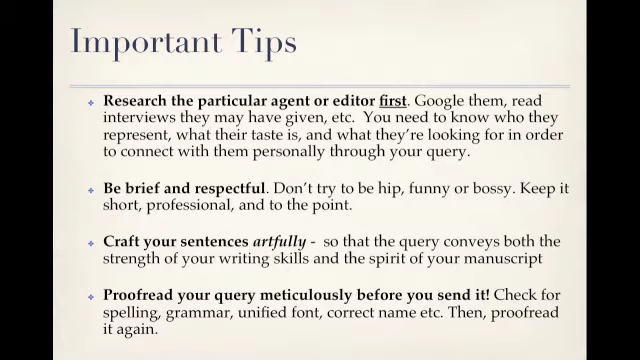 Important Tips
Research the particular agent or editor first. Google them, read
interviews they may have given, etc. You need to know who they
represent, what their taste is, and what they're looking for in order
to connect with them personally through your query.
Be brief and respectful. Don't try to be hip, funny or bossy. Keep it
short, professional, and to the point.
Craft your sentences artfully - so that the query conveys both the
strength of your writing skills and the spirit of your manuscript
Proofread your query meticulously before you send it! Check for
spelling, grammar, unified font, correct name etc. Then, proofread
it again.